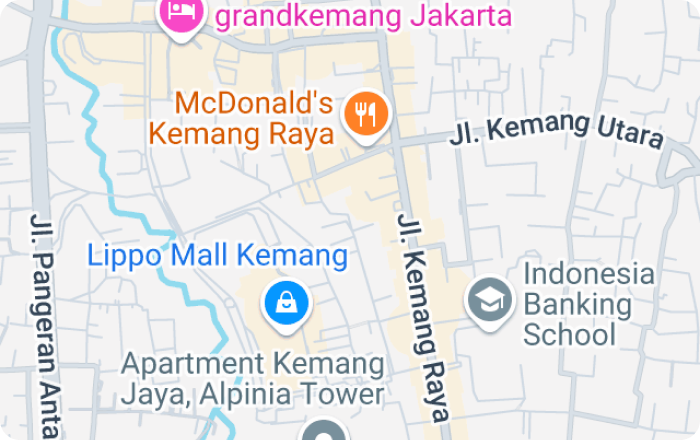 grandkemang Jakarta
McDonald's
Kemang Raya
Jl. Kemang Utara
Jl. Pangeran Anta
Lippo Mall Kemang
Jl. Kemang Raya
Indonesia
Banking
School
Apartment Kemang
Jaya, Alpinia Tower